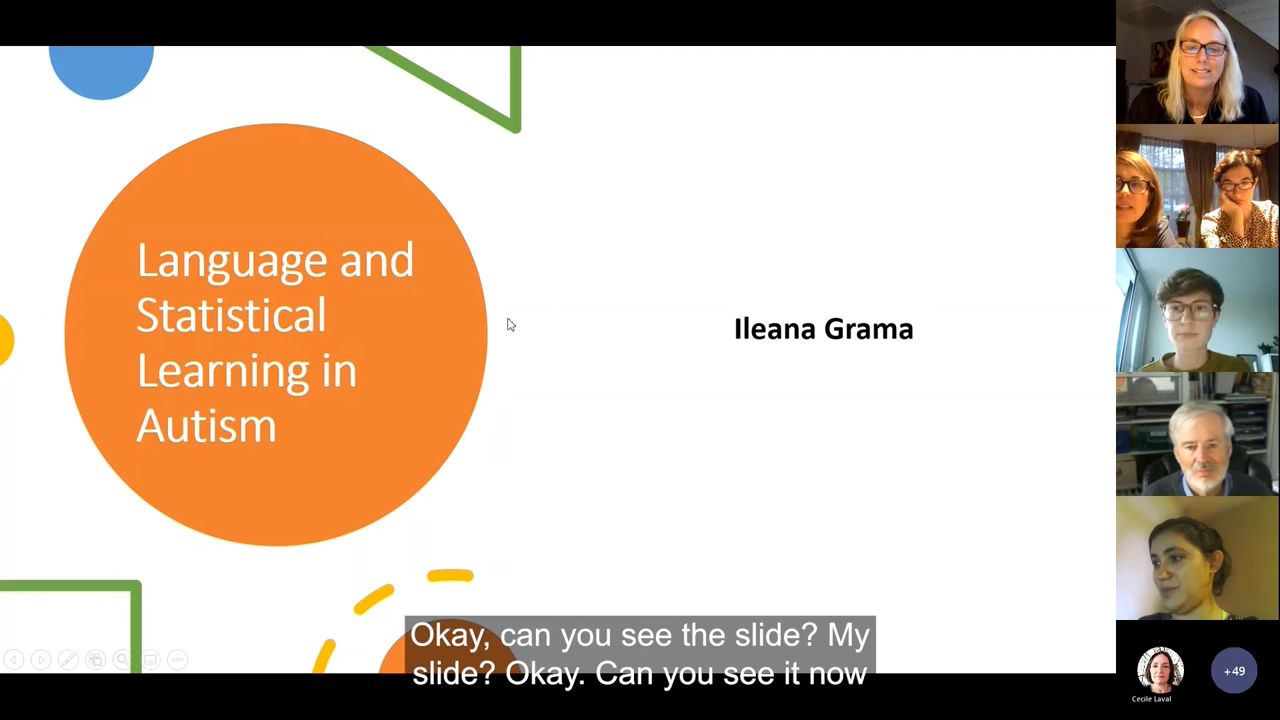 Language and
Statistical
Learning in
Autism
Ileana Grama
Okay, can you see the slide? My
slide? Okay. Can you see it now
Cecile Laval
+49